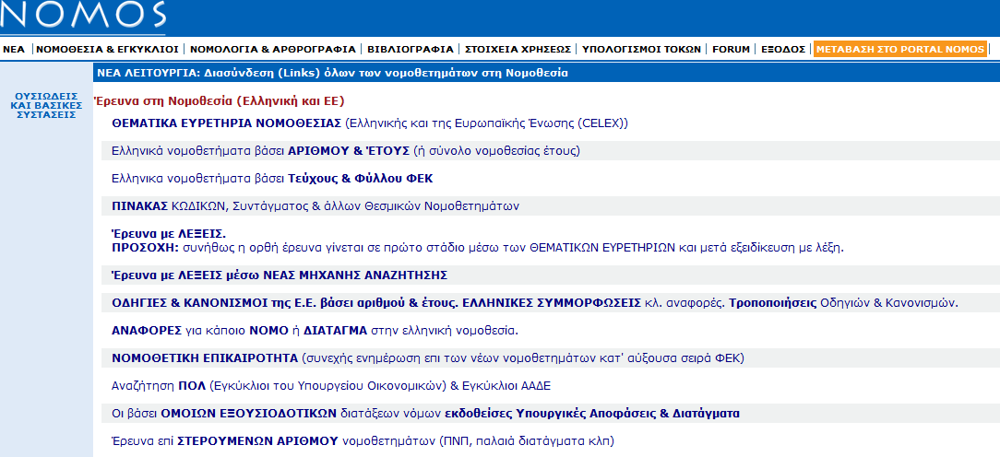 NOMOS
ΝΕΑ | ΝΟΜΟΘΕΣΙΑ & ΕΓΚΥΚΛΙΟΙ | ΝΟΜΟΛΟΓΙΑ & ΑΡΘΡΟΓΡΑΦΙΑ | ΒΙΒΛΙΟΓΡΑΦΙΑ | ΣΤΟΙΧΕΙΑ ΧΡΗΣΕΩΣ | ΥΠΟΛΟΓΙΣΜΟΙ ΤΟΚΩΝ | FORUM | ΕΞΟΔΟΣ | ΜΕΤΑΒΑΣΗ ΣΤΟ PORTAL NOMOS |
ΝΕΑ ΛΕΙΤΟΥΡΓΙΑ: Διασύνδεση (Links) όλων των νομοθετημάτων στη Νομοθεσία
ΟΥΣΙΩΔΕΙΣ
ΚΑΙ ΒΑΣΙΚΕΣ
ΣΥΣΤΑΣΕΙΣ
Έρευνα στη Νομοθεσία (Ελληνική και ΕΕ)
ΘΕΜΑΤΙΚΑ ΕΥΡΕΤΗΡΙΑ ΝΟΜΟΘΕΣΙΑΣ (Ελληνικής και της Ευρωπαϊκής Ένωσης (CELEX))
Ελληνικά νομοθετήματα βάσει ΑΡΙΘΜΟΥ & ΈΤΟΥΣ (ή σύνολο νομοθεσίας έτους)
Ελληνικα νομοθετήματα βάσει Τεύχους & Φύλλου ΦΕΚ
ΠΙΝΑΚΑΣ ΚΩΔΙΚΩΝ, Συντάγματος & άλλων Θεσμικών Νομοθετημάτων
Έρευνα με ΛΕΞΕΙΣ.
ΠΡΟΣΟΧΗ: συνήθως η ορθή έρευνα γίνεται σε πρώτο στάδιο μέσω των ΘΕΜΑΤΙΚΩΝ ΕΥΡΕΤΗΡΙΩΝ και μετά εξειδίκευση με λέξη.
Έρευνα με ΛΕΞΕΙΣ μέσω ΝΕΑΣ ΜΗΧΑΝΗΣ ΑΝΑΖΗΤΗΣΗΣ
ΟΔΗΓΙΕΣ & ΚΑΝΟΝΙΣΜΟΙ της Ε.Ε. βάσει αριθμού & έτους. ΕΛΛΗΝΙΚΕΣ ΣΥΜΜΟΡΦΩΣΕΙΣ κλ. αναφορές. Τροποποιήσεις Οδηγιών & Κανονισμών.
ΑΝΑΦΟΡΕΣ για κάποιο ΝΟΜΟ ή ΔΙΑΤΑΓΜΑ στην ελληνική νομοθεσία.
ΝΟΜΟΘΕΤΙΚΗ ΕΠΙΚΑΙΡΟΤΗΤΑ (συνεχής ενημέρωση επι των νέων νομοθετημάτων κατ' αύξουσα σειρά ΦΕΚ)
Αναζήτηση ΠΟΛ (Εγκύκλιοι του Υπουργείου Οικονομικών) & Εγκύκλιοι ΑΑΔΕ
Οι βάσει ΟΜΟΙΩΝ ΕΞΟΥΣΙΟΔΟΤΙΚΩΝ διατάξεων νόμων εκδοθείσες Υπουργικές Αποφάσεις & Διατάγματα
Έρευνα επί ΣΤΕΡΟΥΜΕΝΩΝ ΑΡΙΘΜΟΥ νομοθετημάτων (ΠΝΠ, παλαιά διατάγματα κλπ)